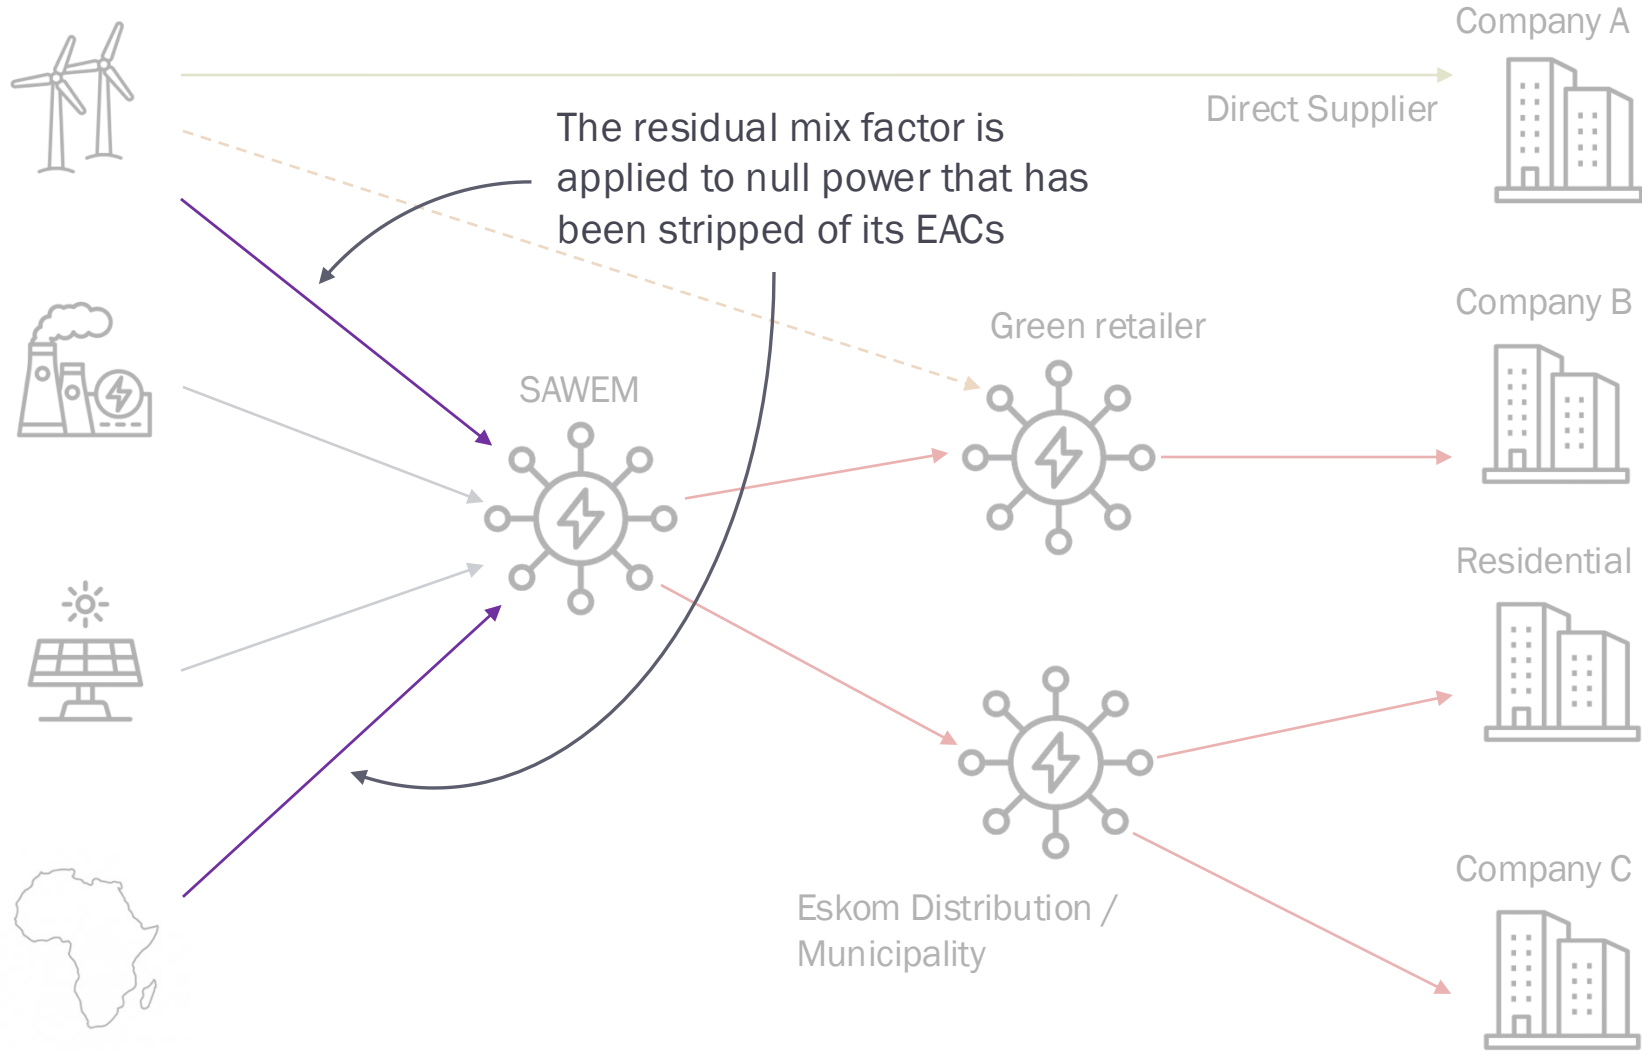 Company A
Direct Supplier
The residual mix factor is
applied to null power that has
been stripped of its EACs
Company B
Green retailer
SAWEM
Residential
Company C
Eskom Distribution /
Municipality